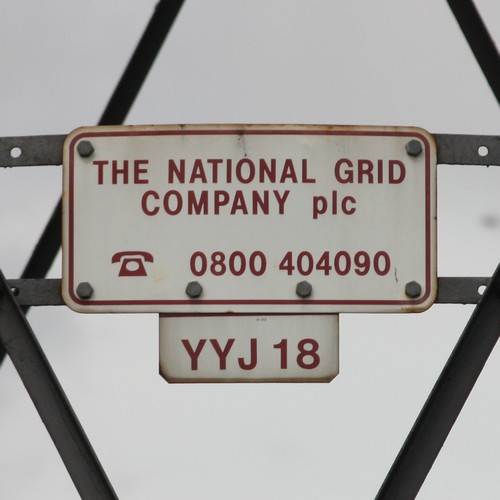 THE NATIONAL GRID
COMPANY plc
0800 404090
YYJ 18